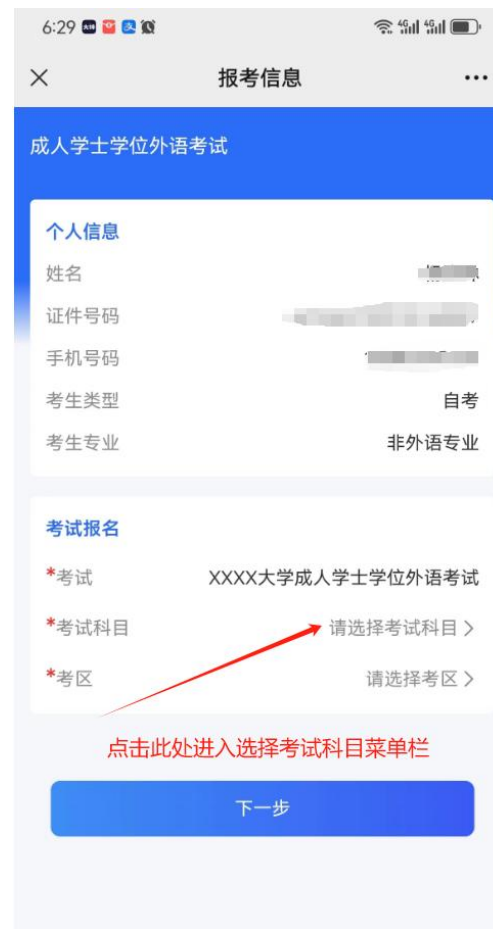 6:29
报考信息
成人学士学位外语考试
个人信息
姓名
证件号码
手机号码
考生类型 自考
考生专业 非外语专业
考试报名
*考试 XXXX大学成人学士学位外语考试
*考试科目 请选择考试科目 >
*考区 请选择考区 >
点击此处进入选择考试科目菜单栏
下一步